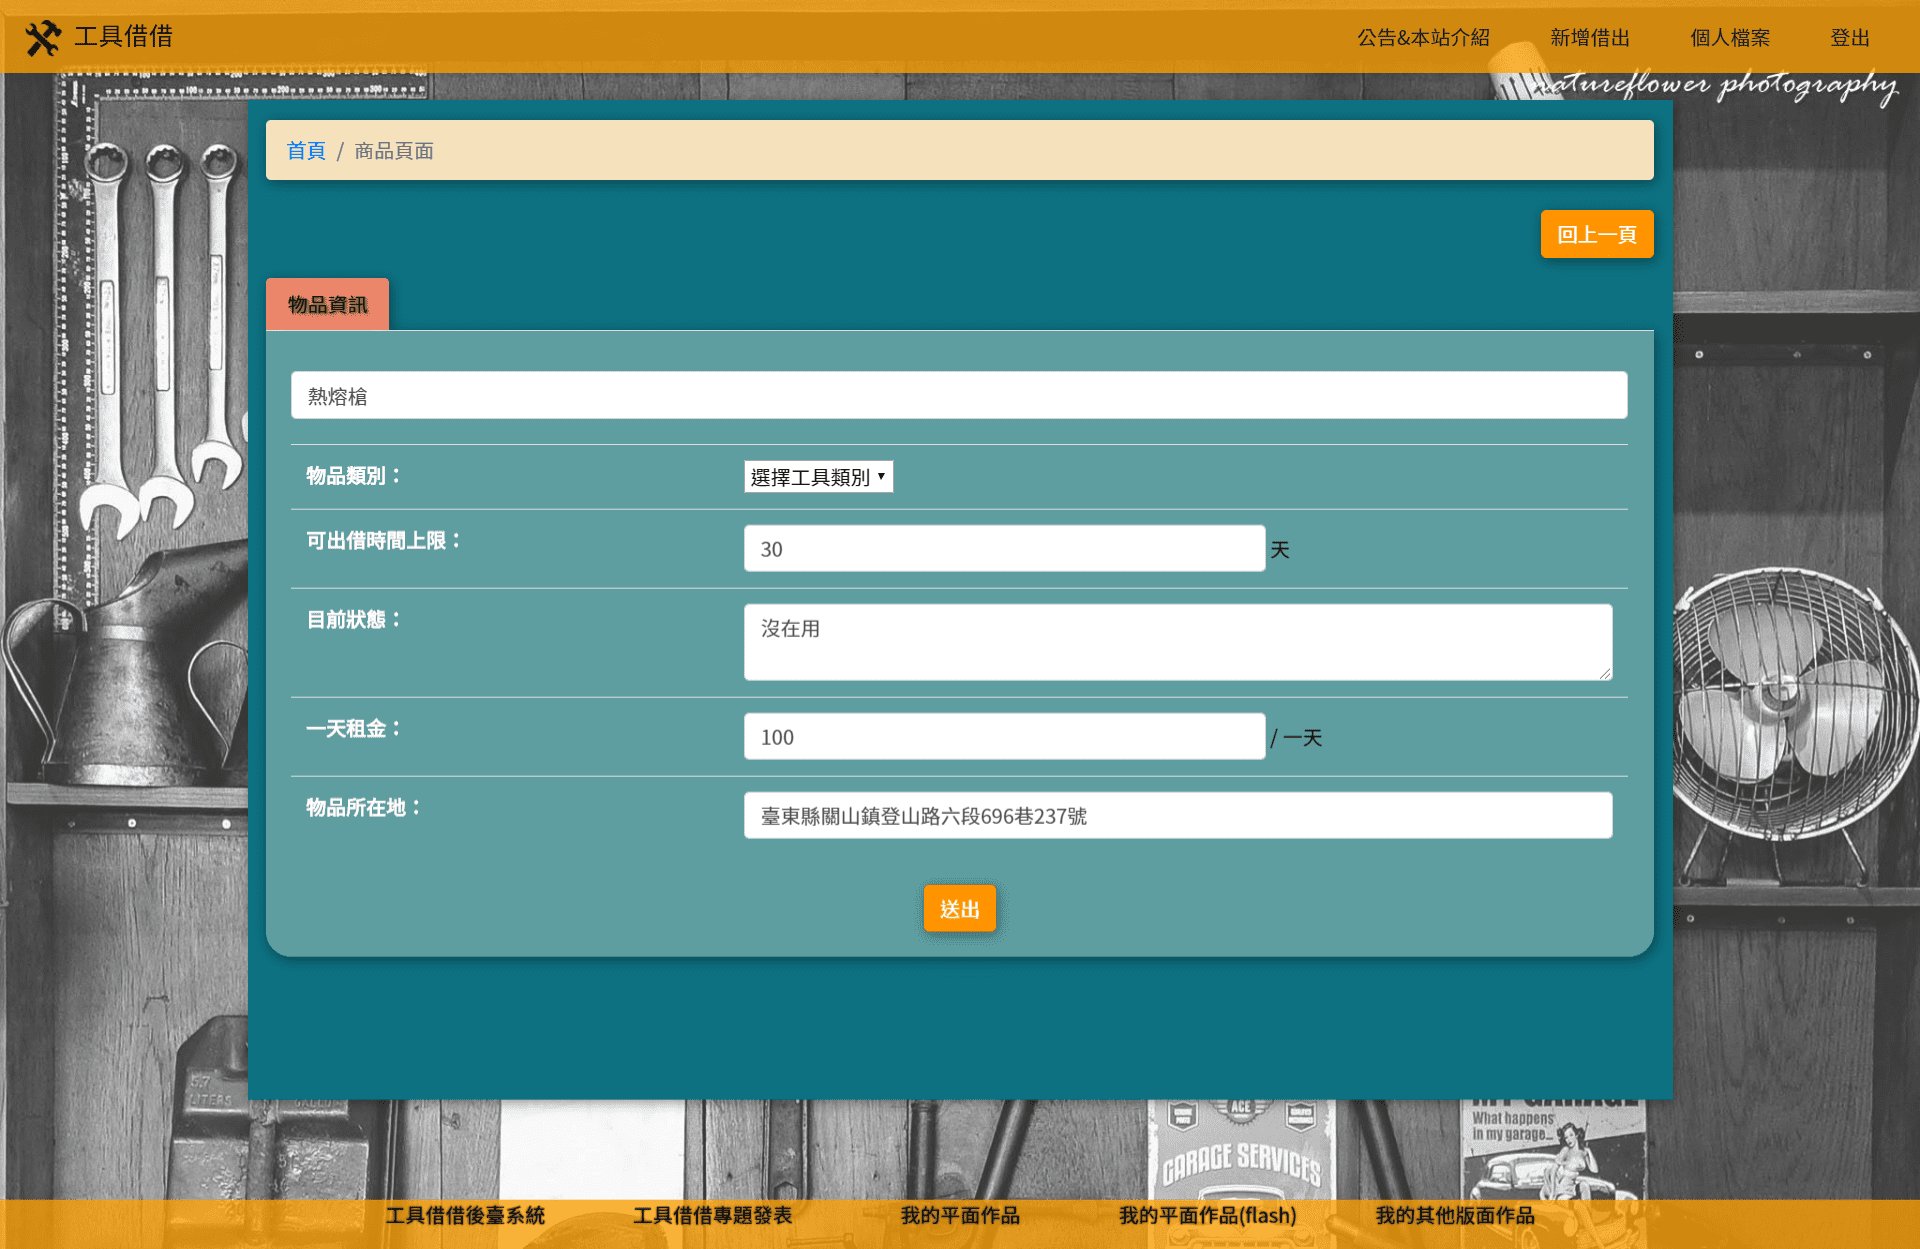 工具借借
公告&本站介紹
新增借出
個人檔案
登出
natureflower photography
首頁 / 商品頁面
回上一頁
物品資訊
熱熔槍
物品類別：
選擇工具類別
可出借時間上限：
30 天
目前狀態：
沒在用
一天租金：
100 / 一天
物品所在地：
臺東縣關山鎮登山路六段696巷237號
送出
5.7
LITERS
GALLON
ACE
GARAGE SERVICES
MY GARAGE
What happens
in my garage...
工具借借後臺系統
工具借借專題發表
我的平面作品
我的平面作品(flash)
我的其他版面作品